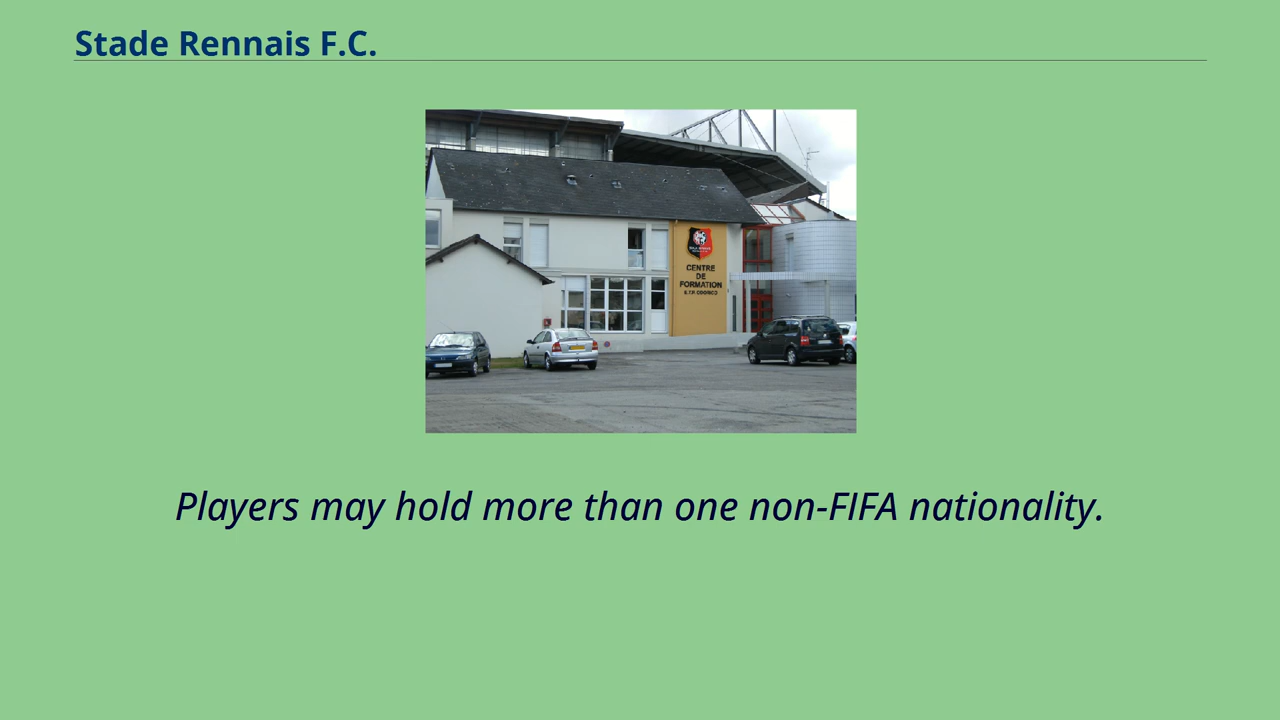 Stade Rennais F.C.
CENTRE
DE
FORMATION
Players may hold more than one non-FIFA nationality.